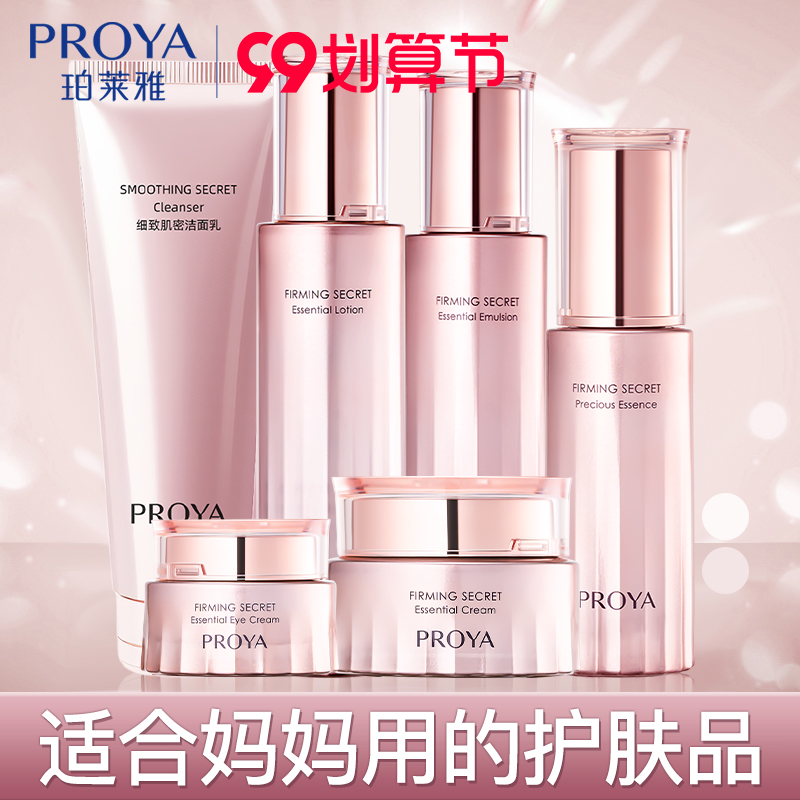 PROYA
珀莱雅
99划算节
SMOOTHING SECRET
Cleanser
细致肌密洁面乳
PROYA
FIRMING SECRET
Essential Lotion
FIRMING SECRET
Essential Emulsion
FIRMING SECRET
Precious Essence
PROYA
FIRMING SECRET
Essential Eye Cream
PROYA
FIRMING SECRET
Essential Cream
PROYA
适合妈妈用的护肤品